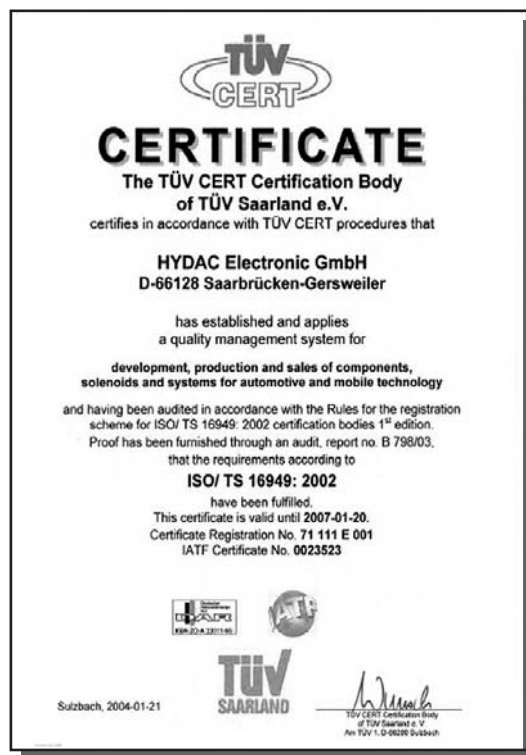 TÜV
CERT
CERTIFICATE
The TÜV CERT Certification Body
of TÜV Saarland e.V.
certifies in accordance with TÜV CERT procedures that
HYDAC Electronic GmbH
D-66128 Saarbrücken-Gersweiler
has established and applies
a quality management system for
development, production and sales of components,
solenoids and systems for automotive and mobile technology
and having been audited in accordance with the Rules for the registration
scheme for ISO/ TS 16949: 2002 certification bodies 1st edition.
Proof has been furnished through an audit, report no. B 798/03,
that the requirements according to
ISO/ TS 16949: 2002
have been fulfilled.
This certificate is valid until 2007-01-20.
Certificate Registration No. 71 111 E 001
IATF Certificate No. 0023523
DAR
IATF
TÜV
SAARLAND
Sulzbach, 2004-01-21
TÜV CERT Certification Body
of TÜV Saarland e. V.
Am TÜV 1, D-66280 Sulzbach